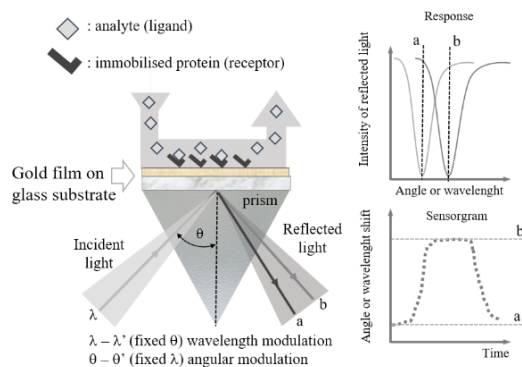 : analyte (ligand)
: immobilised protein (receptor)
Gold film on
glass substrate
prism
Incident
light
θ
Reflected
light
λ
a
b
λ – λ' (fixed θ) wavelength modulation
θ – θ' (fixed λ) angular modulation
Response
a
b
Intensity of reflected light
Angle or wavelenght
Sensorgram
Angle or wavelenght shift
b
a
Time